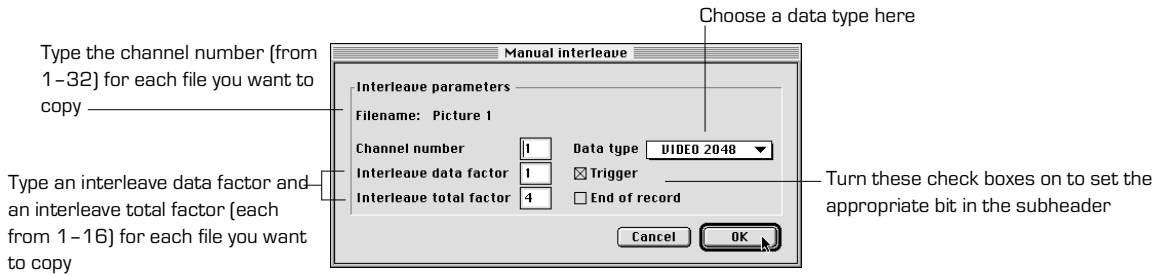 Choose a data type here
Type the channel number (from
1–32) for each file you want to
copy
Manual interleave
Interleave parameters
Filename: Picture 1
Channel number 1 Data type VIDEO 2048
Interleave data factor 1 Trigger
Interleave total factor 4 End of record
Cancel OK
Type an interleave data factor and
an interleave total factor (each
from 1–16) for each file you want
to copy
Turn these check boxes on to set the
appropriate bit in the subheader